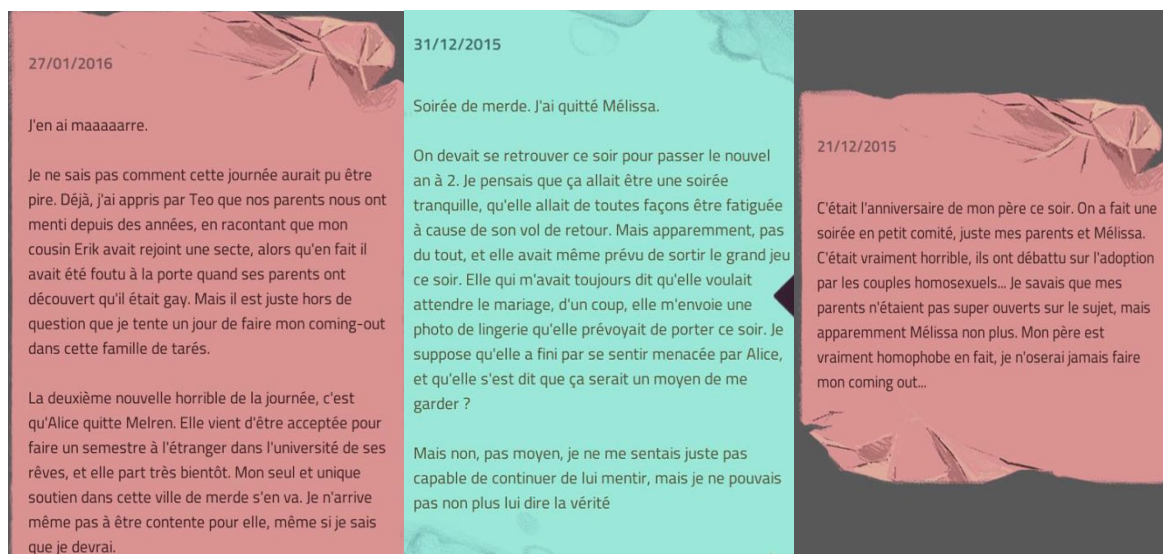 27/01/2016
J'en ai maaaaarre.
Je ne sais pas comment cette journée aurait pu être
pire. Déjà, j'ai appris par Teo que nos parents nous ont
menti depuis des années, en racontant que mon
cousin Erik avait rejoint une secte, alors qu'en fait il
avait été foutu à la porte quand ses parents ont
découvert qu'il était gay. Mais il est juste hors de
question que je tente un jour de faire mon coming-out
dans cette famille de tarés.
La deuxième nouvelle horrible de la journée, c'est
qu'Alice quitte Melren. Elle vient d'être acceptée pour
faire un semestre à l'étranger dans l'université de ses
rêves, et elle part très bientôt. Mon seul et unique
soutien dans cette ville de merde s'en va. Je n'arrive
même pas à être contente pour elle, même si je sais
que je devrai.
31/12/2015
Soirée de merde. J'ai quitté Mélissa.
On devait se retrouver ce soir pour passer le nouvel
an à 2. Je pensais que ça allait être une soirée
tranquille, qu'elle allait de toutes façons être fatiguée
à cause de son vol de retour. Mais apparemment, pas
du tout, et elle avait même prévu de sortir le grand jeu
ce soir. Elle qui m'avait toujours dit qu'elle voulait
attendre le mariage, d'un coup, elle m'envoie une
photo de lingerie qu'elle prévoyait de porter ce soir. Je
suppose qu'elle a fini par se sentir menacée par Alice,
et qu'elle s'est dit que ça serait un moyen de me
garder ?
Mais non, pas moyen, je ne me sentais juste pas
capable de continuer de lui mentir, mais je ne pouvais
pas non plus lui dire la vérité
21/12/2015
C'était l'anniversaire de mon père ce soir. On a fait une
soirée en petit comité, juste mes parents et Mélissa.
C'était vraiment horrible, ils ont débattu sur l'adoption
par les couples homosexuels... Je savais que mes
parents n'étaient pas super ouverts sur le sujet, mais
apparemment Mélissa non plus. Mon père est
vraiment homophobe en fait, je n'oserai jamais faire
mon coming out...